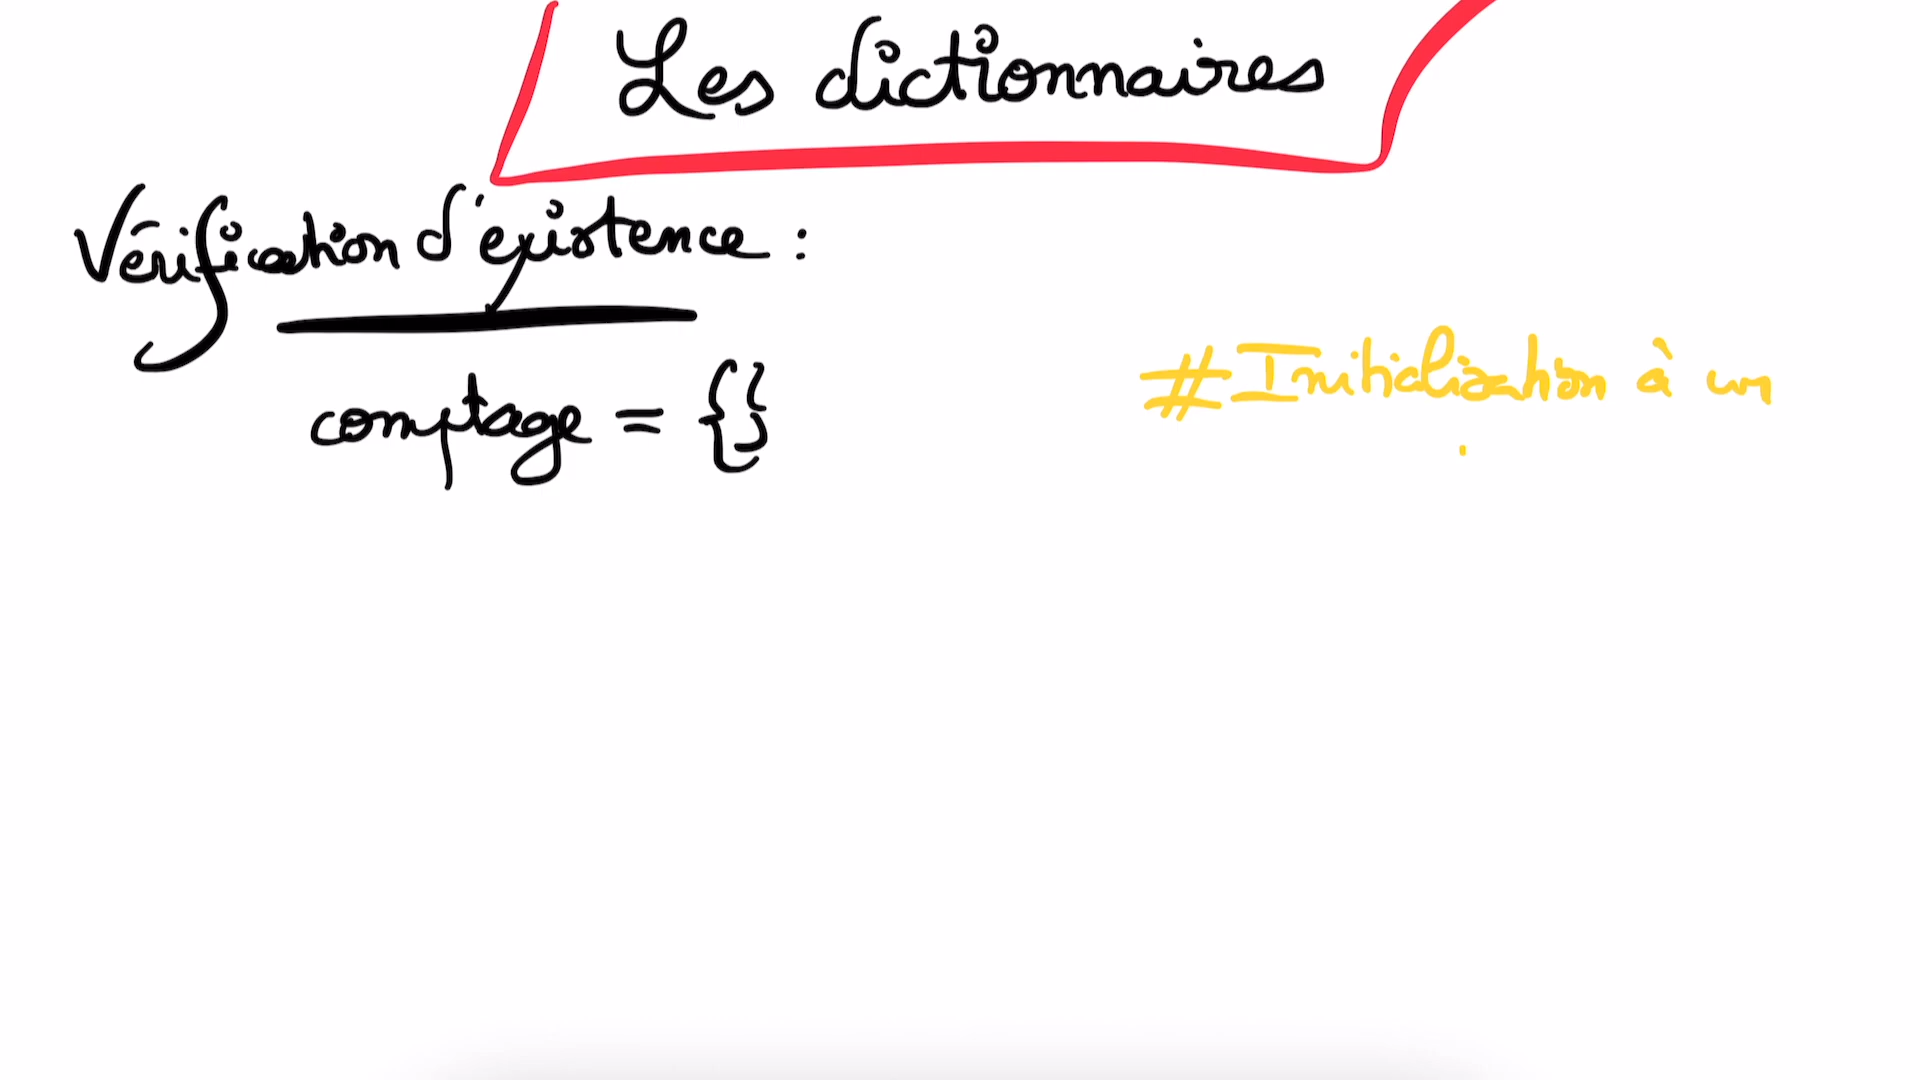 Les dictionnaires
Vérification d'existence :
comptage = {}
#Initialisation à un